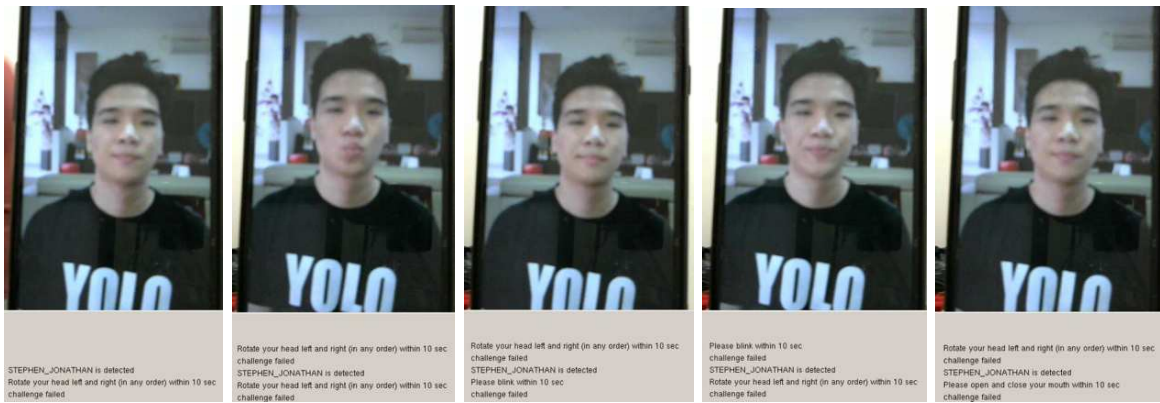 YOLO
STEPHEN_JONATHAN is detected
Rotate your head left and right (in any order) within 10 sec
challenge failed
YOLO
Rotate your head left and right (in any order) within 10 sec
challenge failed
STEPHEN_JONATHAN is detected
Rotate your head left and right (in any order) within 10 sec
challenge failed
YOLO
Rotate your head left and right (in any order) within 10 sec
challenge failed
STEPHEN_JONATHAN is detected
Please blink within 10 sec
challenge failed
YOLO
Please blink within 10 sec
challenge failed
STEPHEN_JONATHAN is detected
Rotate your head left and right (in any order) within 10 sec
challenge failed
YOLO
Rotate your head left and right (in any order) within 10 sec
challenge failed
STEPHEN_JONATHAN is detected
Please open and close your mouth within 10 sec
challenge failed